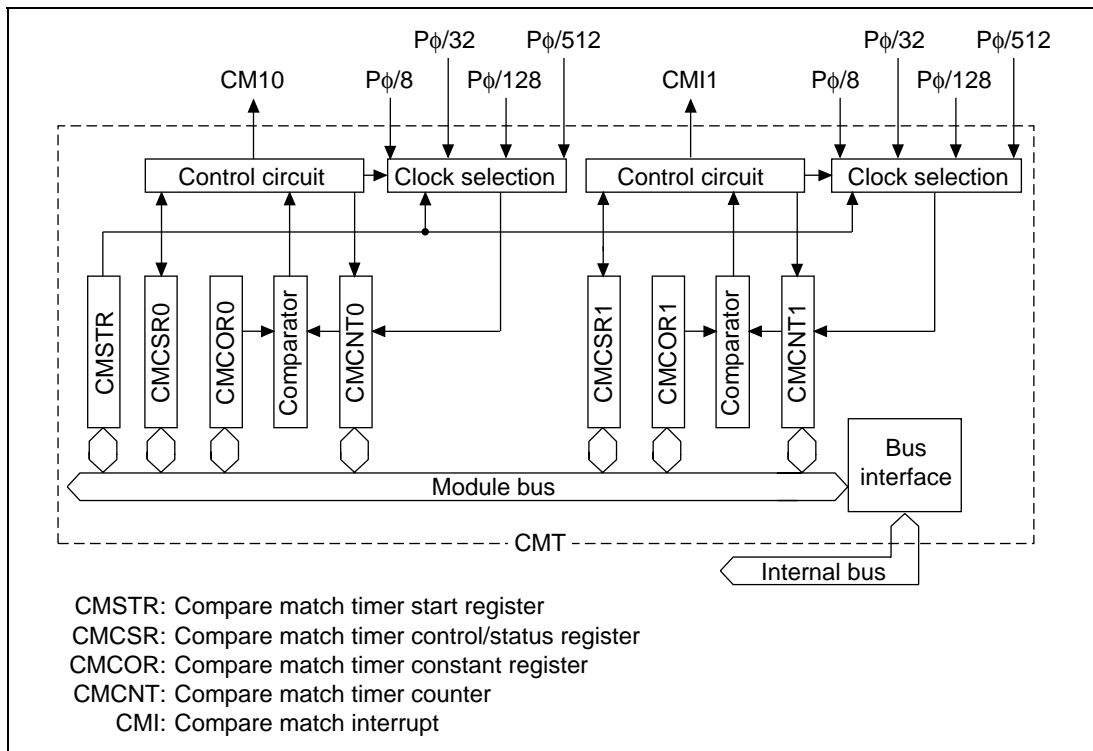 Pϕ/32 Pϕ/512 Pϕ/32 Pϕ/512
CM10 Pϕ/8 Pϕ/128 CMI1 Pϕ/8 Pϕ/128
Control circuit Clock selection Control circuit Clock selection
CMSTR
CMCSR0
CMCOR0
Comparator
CMCNT0
CMCSR1
CMCOR1
Comparator
CMCNT1
Bus
interface
Module bus
CMT
Internal bus
CMSTR: Compare match timer start register
CMCSR: Compare match timer control/status register
CMCOR: Compare match timer constant register
CMCNT: Compare match timer counter
CMI: Compare match interrupt